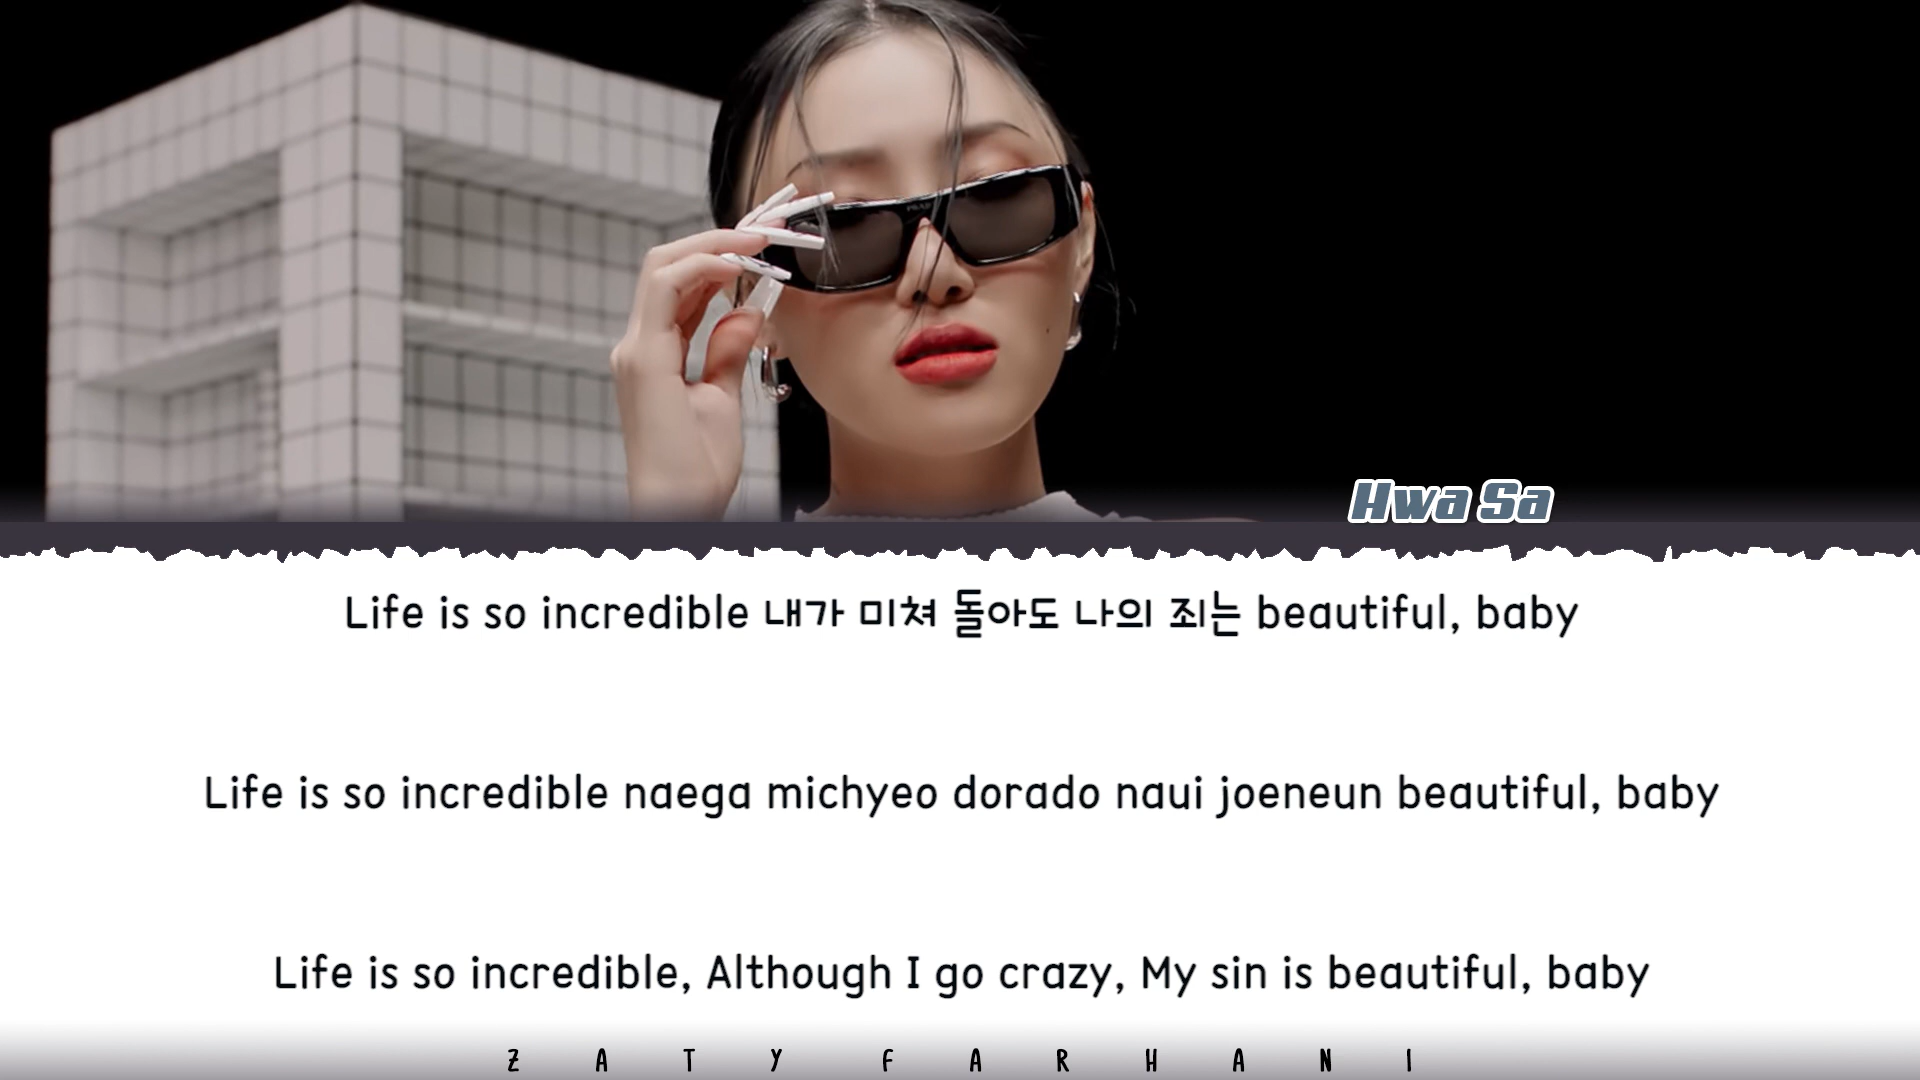 Hwa Sa
Life is so incredible 내가 미쳐 돌아도 나의 죄는 beautiful, baby
Life is so incredible naega michyeo dorado naui joeneun beautiful, baby
Life is so incredible, Although I go crazy, My sin is beautiful, baby
ZATY FARHANI